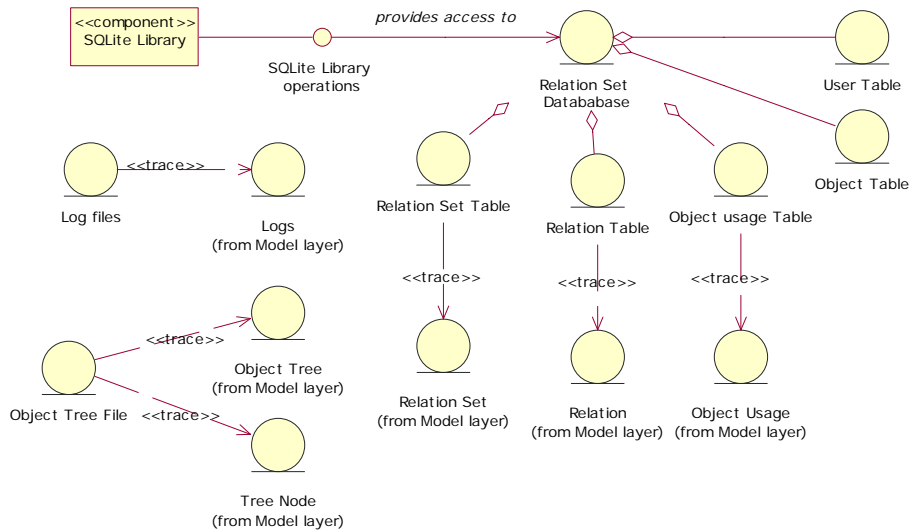 <<component>>
SQLite Library
provides access to
SQLite Library
operations
Relation Set
Datababase
User Table
Object Table
<<trace>>
Log files
Logs
(from Model layer)
Relation Set Table
Relation Table
Object usage Table
<<trace>>
<<trace>>
<<trace>>
<<trace>>
Object Tree
(from Model layer)
Object Tree File
<<trace>>
Tree Node
(from Model layer)
Relation Set
(from Model layer)
Relation
(from Model layer)
Object Usage
(from Model layer)